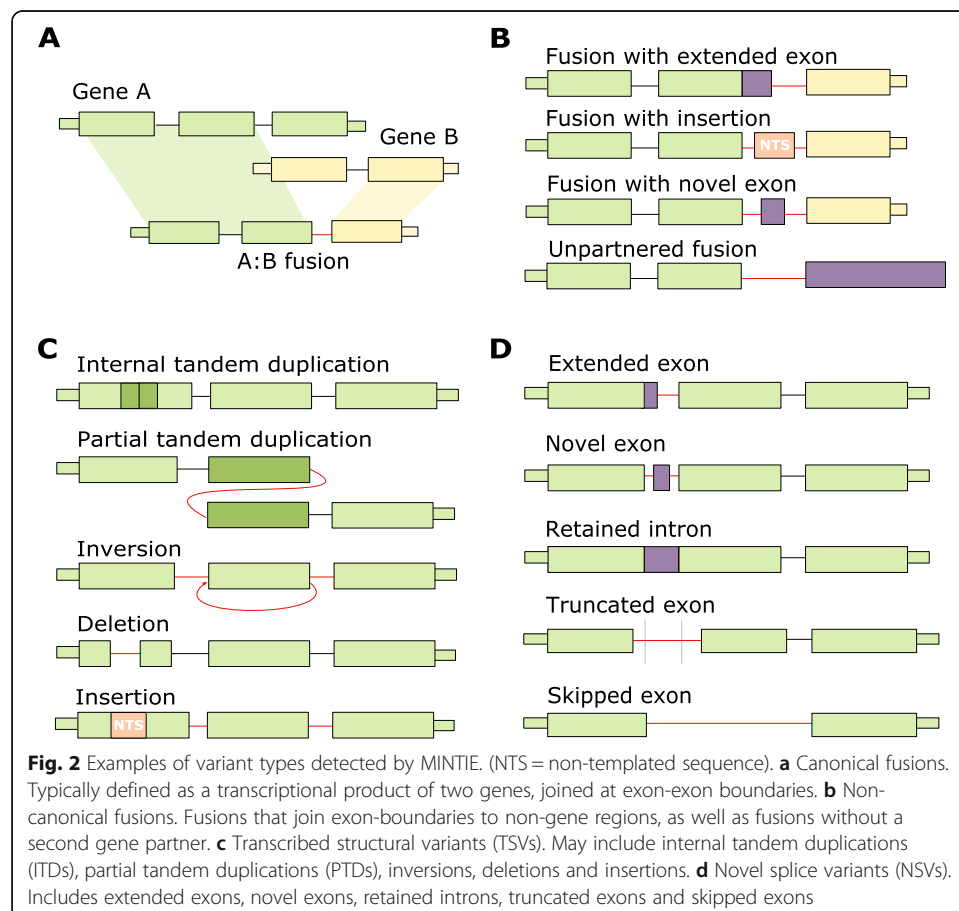 A
Gene A
Gene B
A:B fusion
B
Fusion with extended exon
Fusion with insertion
NTS
Fusion with novel exon
Unpartnered fusion
C
Internal tandem duplication
Partial tandem duplication
Inversion
Deletion
Insertion
NTS
D
Extended exon
Novel exon
Retained intron
Truncated exon
Skipped exon
Fig. 2 Examples of variant types detected by MINTIE. (NTS = non-templated sequence). a Canonical fusions.
Typically defined as a transcriptional product of two genes, joined at exon-exon boundaries. b Non-
canonical fusions. Fusions that join exon-boundaries to non-gene regions, as well as fusions without a
second gene partner. c Transcribed structural variants (TSVs). May include internal tandem duplications
(ITDs), partial tandem duplications (PTDs), inversions, deletions and insertions. d Novel splice variants (NSVs).
Includes extended exons, novel exons, retained introns, truncated exons and skipped exons